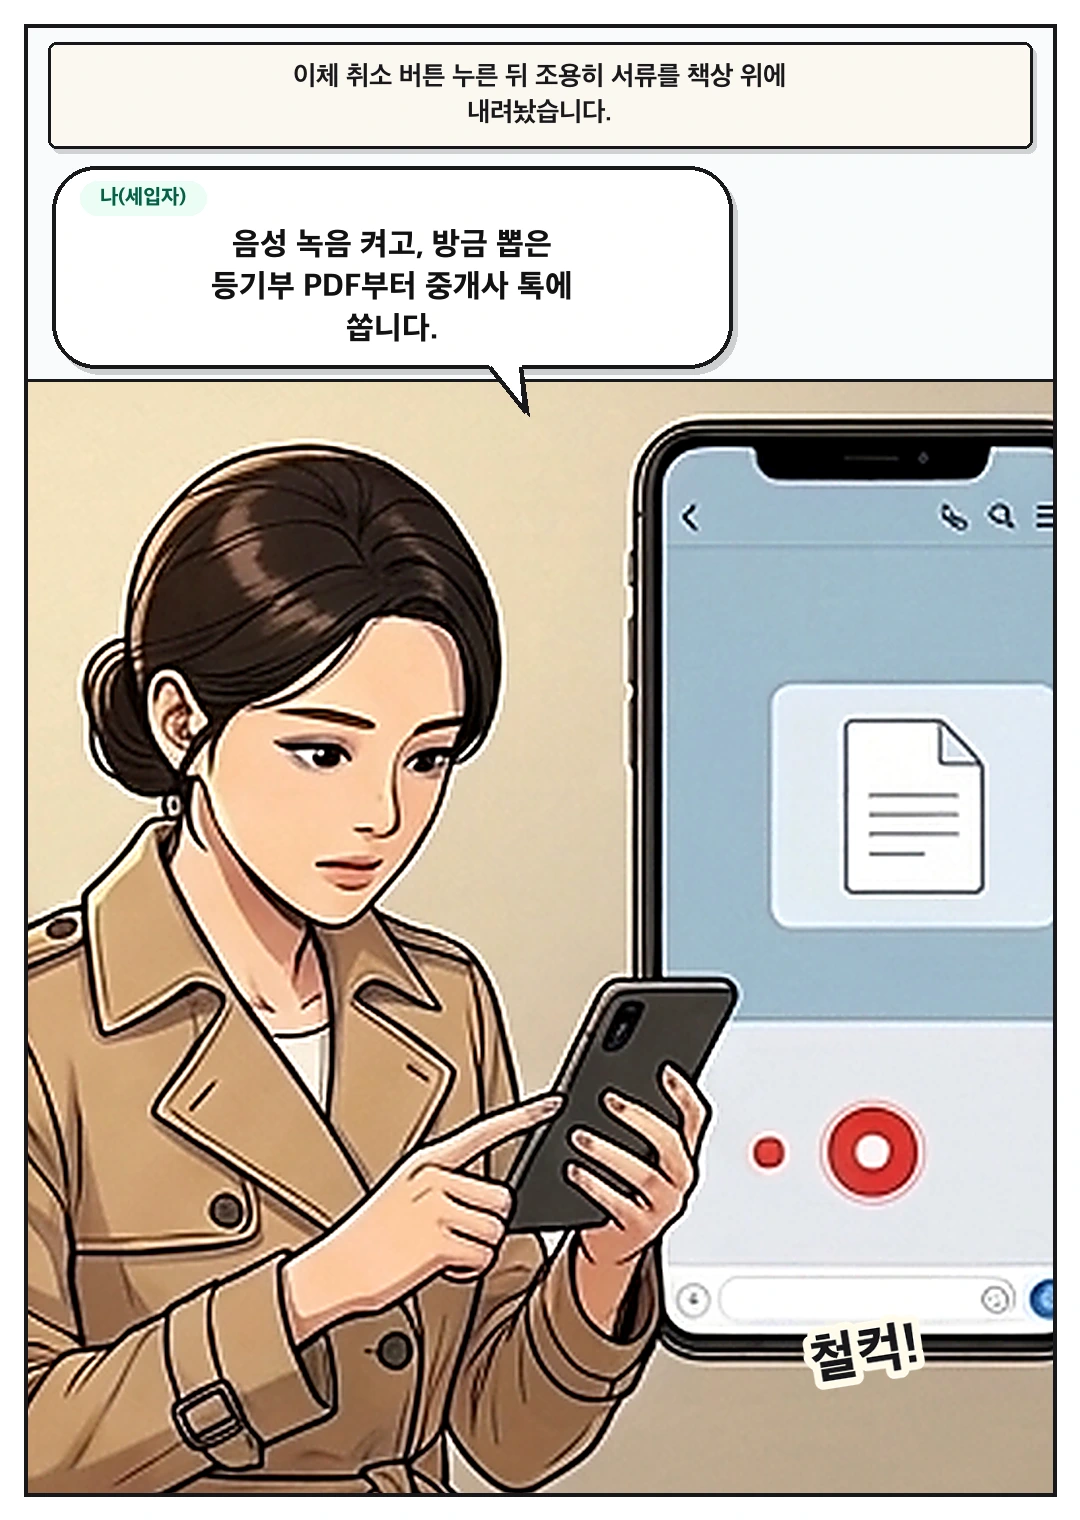 이체 취소 버튼 누른 뒤 조용히 서류를 책상 위에
내려놨습니다.
나(세입자)
음성 녹음 켜고, 방금 뽑은
등기부 PDF부터 중개사 톡에
쏩니다.
철컥!